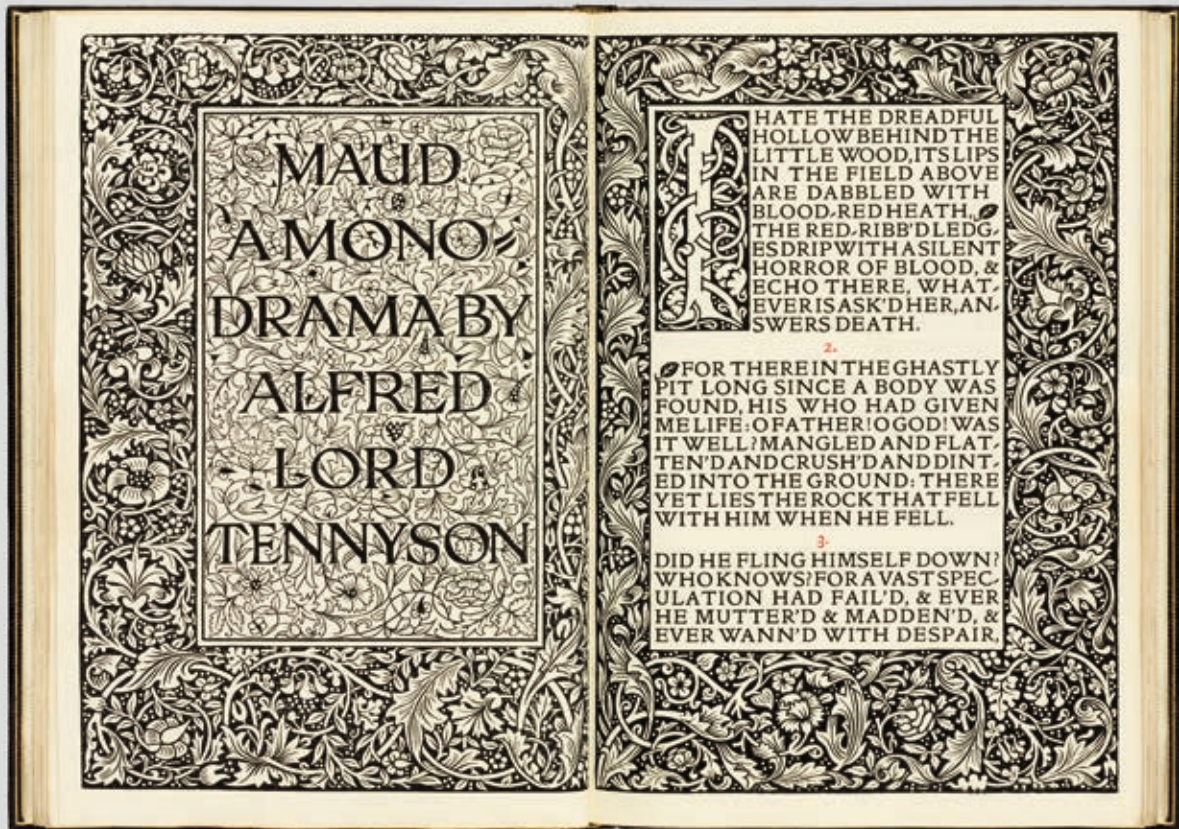 MAUD
A MONO-
DRAMA BY
ALFRED
LORD
TENNYSON
I HATE THE DREADFUL
HOLLOW BEHIND THE
LITTLE WOOD, ITS LIPS
IN THE FIELD ABOVE
ARE DABBLED WITH
BLOOD-RED HEATH,
THE RED-RIBB'D LEDG-
ES DRIP WITH A SILENT
HORROR OF BLOOD, &
ECHO THERE, WHAT-
EVER IS ASK'D HER, AN-
SWERS DEATH.
2.
FOR THERE IN THE GHASTLY
PIT LONG SINCE A BODY WAS
FOUND, HIS WHO HAD GIVEN
ME LIFE: O FATHER! O GOD! WAS
IT WELL? MANGLED AND FLAT-
TEN'D AND CRUSH'D AND DINT-
ED INTO THE GROUND: THERE
YET LIES THE ROCK THAT FELL
WITH HIM WHEN HE FELL.
3.
DID HE FLING HIMSELF DOWN?
WHO KNOWS? FOR A VAST SPEC-
ULATION HAD FAIL'D, & EVER
HE MUTTER'D & MADDEN'D, &
EVER WANN'D WITH DESPAIR,